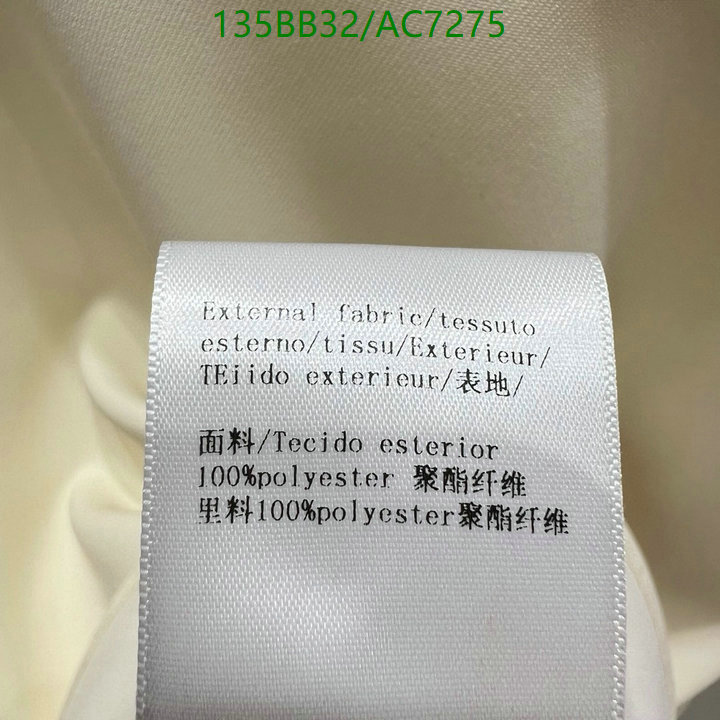 135BB32/AC7275
External fabric/tessuto
esterno/tissu/Exterieur/
TEiido exterieur/表地/
面料/Tecido esterior
100%polyester 聚酯纤维
里料100%polyester聚酯纤维